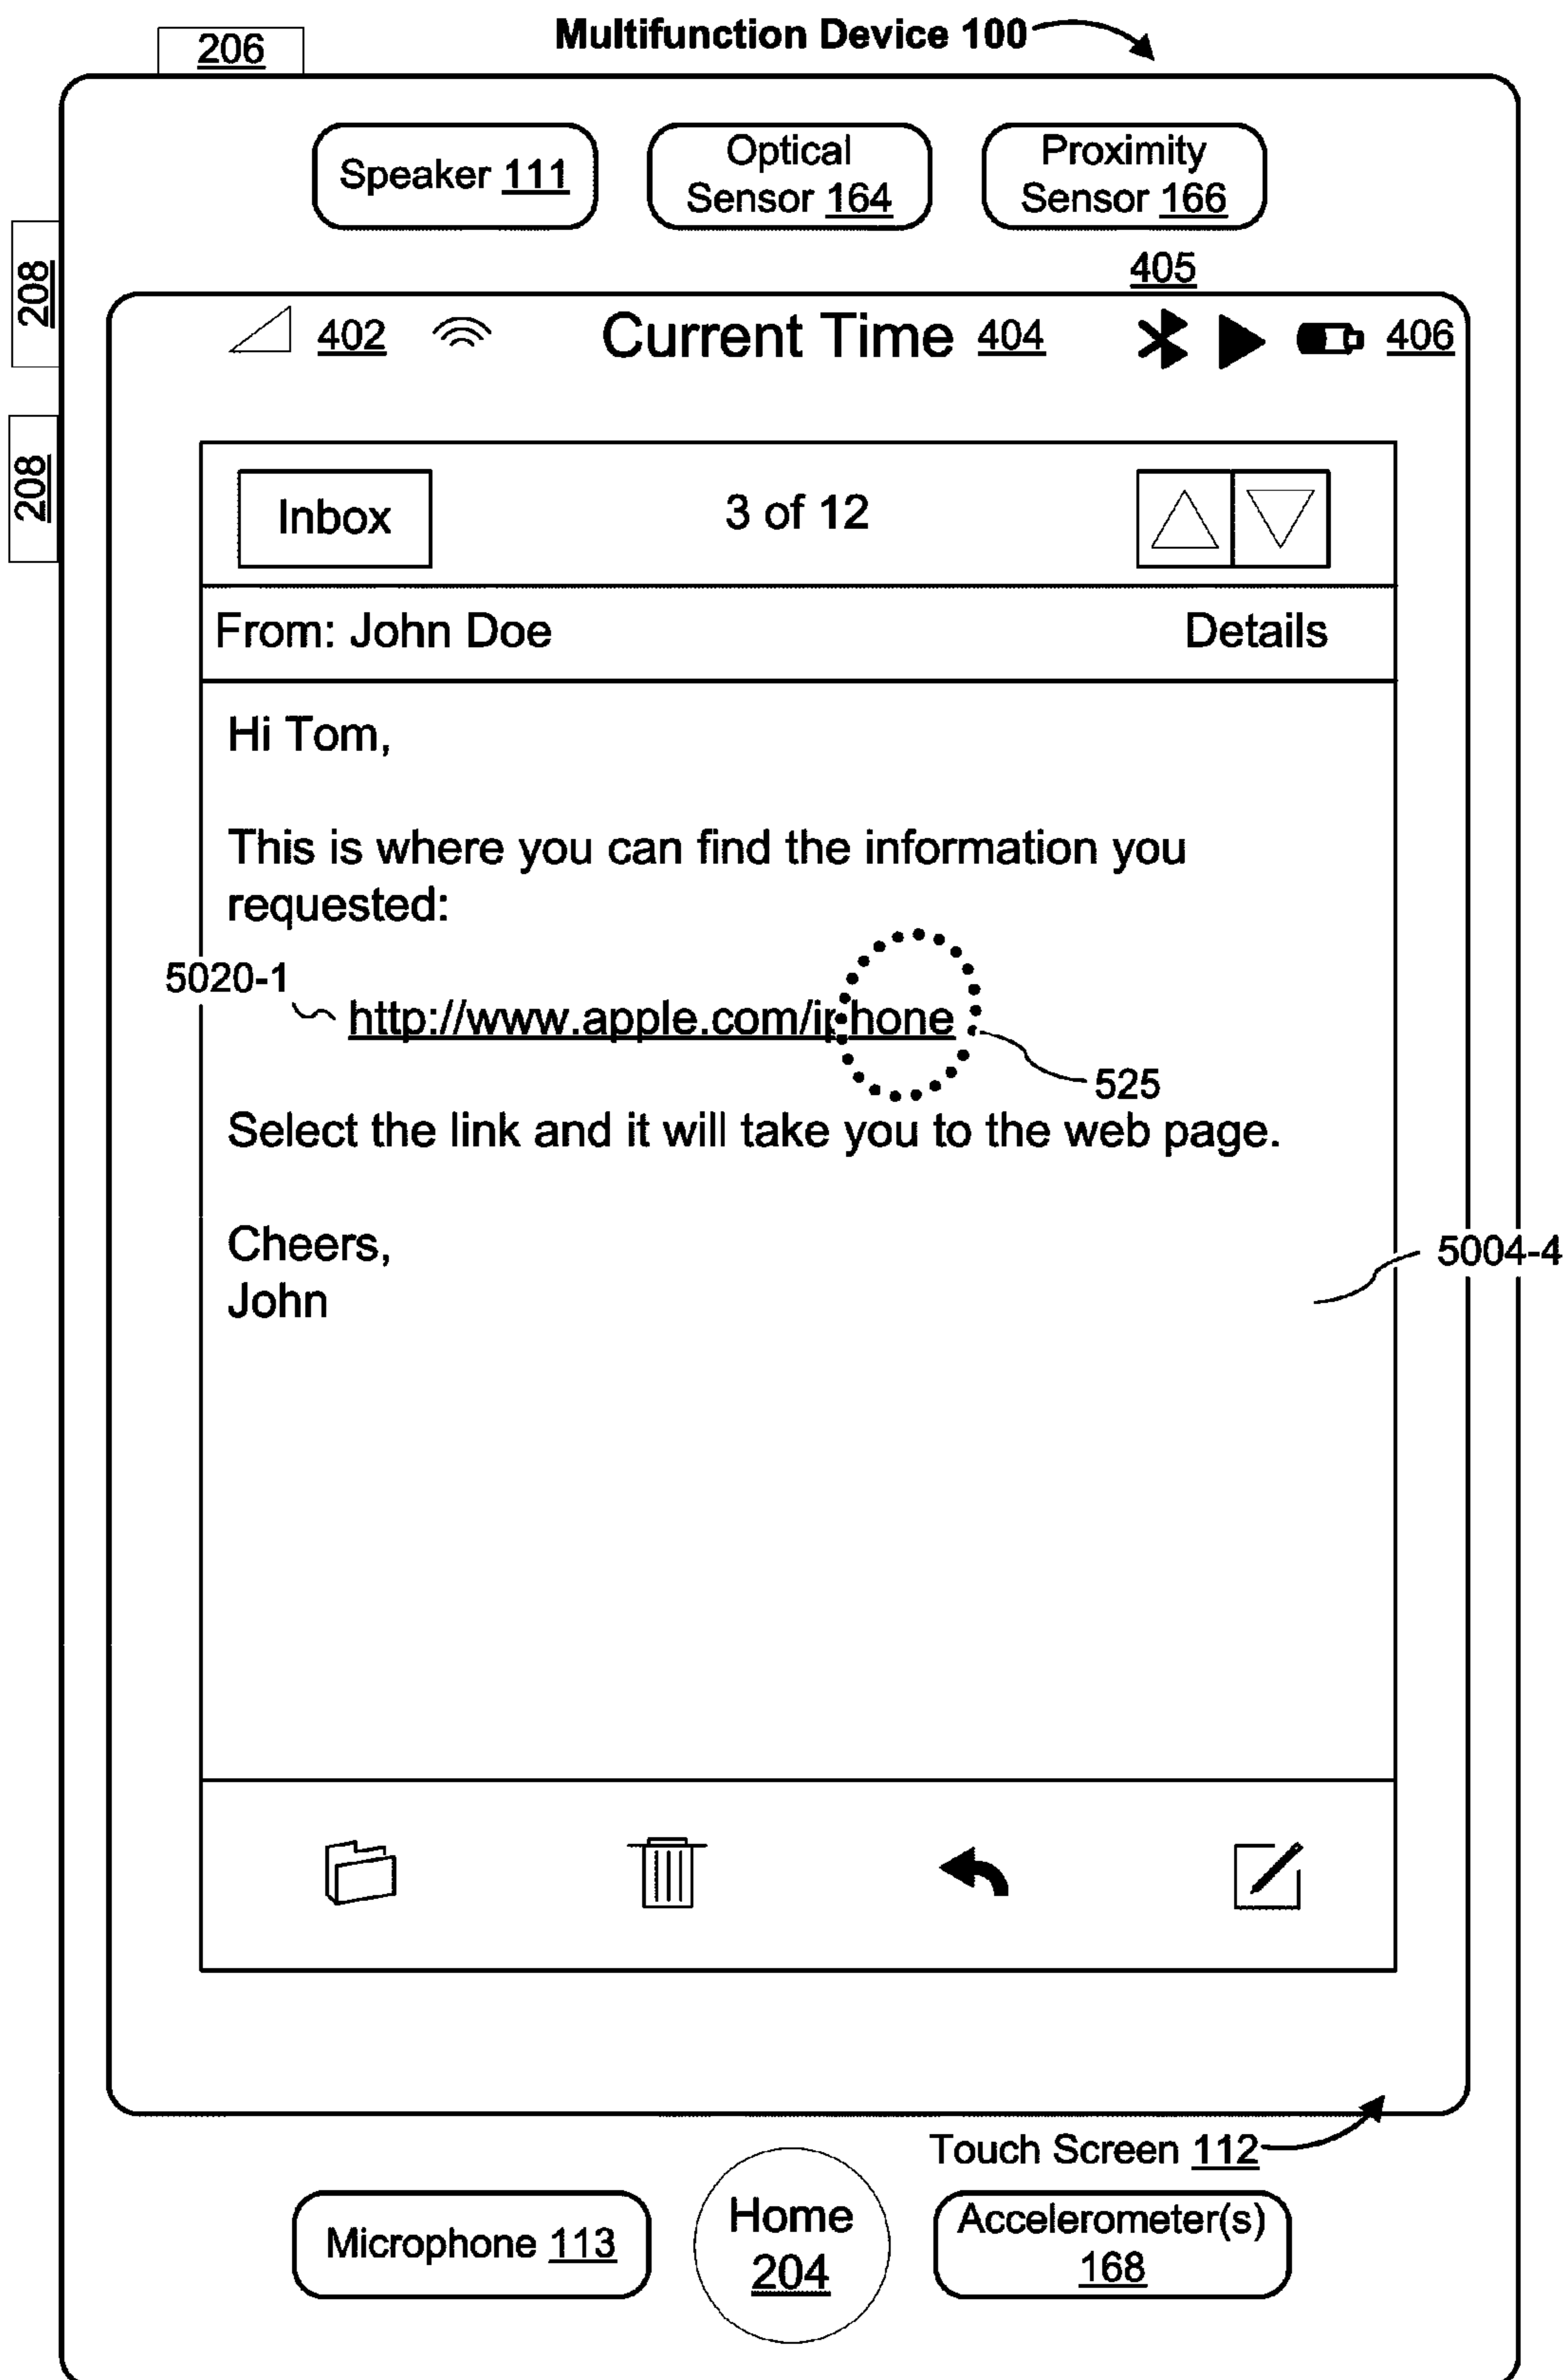 Multifunction Device 100
206
Speaker 111
Optical
Sensor 164
Proximity
Sensor 166
208
405
402
Current Time 404
406
208
Inbox
3 of 12
From: John Doe
Details
Hi Tom,
This is where you can find the information you
requested:
5020-1
http://www.apple.com/iphone
525
Select the link and it will take you to the web page.
Cheers,
5004-4
John
Touch Screen 112
Microphone 113
Home
204
Accelerometer(s)
168